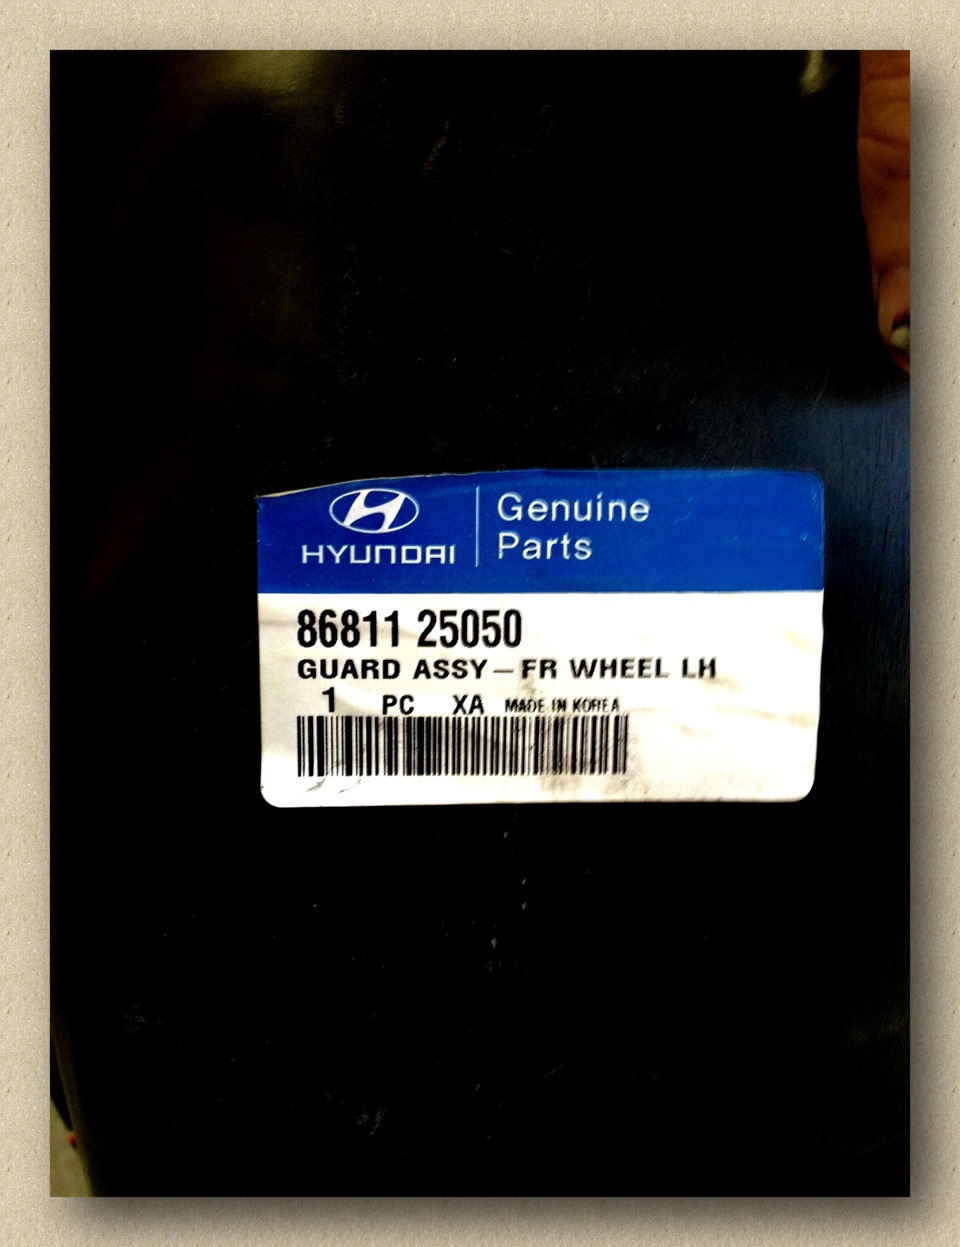 HYUNDAI
Genuine
Parts
86811 25050
GUARD ASSY-FR WHEEL LH
1 PC XA MADE IN KOREA